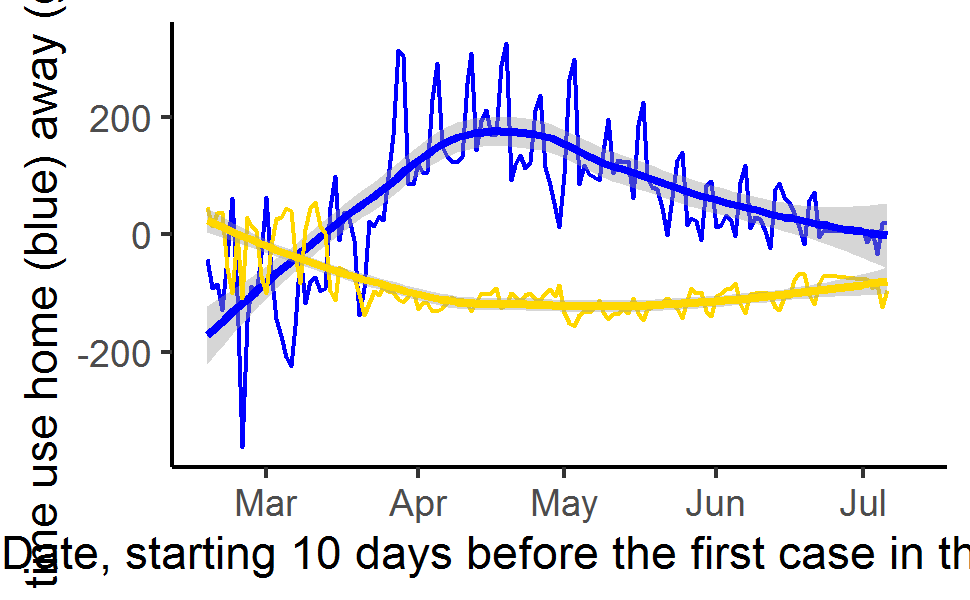 time use home (blue) away (
200
0
-200
Mar Apr May Jun Jul
Date, starting 10 days before the first case in th